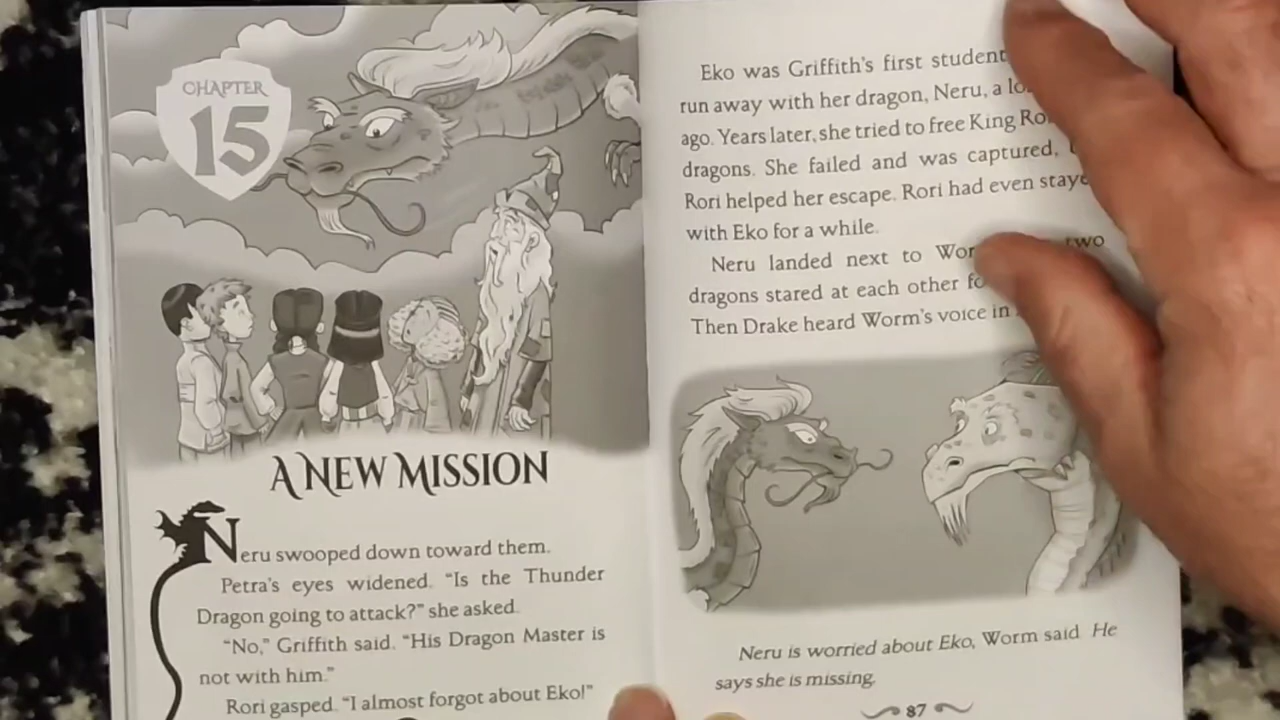 CHAPTER
15
A NEW MISSION
Neru swooped down toward them.
Petra's eyes widened. "Is the Thunder
Dragon going to attack?" she asked.
"No," Griffith said. "His Dragon Master is
not with him."
Rori gasped. "I almost forgot about Eko!"
Eko was Griffith's first student
run away with her dragon, Neru, a
ago. Years later, she tried to free King
dragons. She failed and was captured,
Rori helped her escape. Rori had even
with Eko for a while.
Neru landed next to two
dragons stared at each other
Then Drake heard Worm's voice in
Neru is worried about Eko, Worm said. He
says she is missing.
87